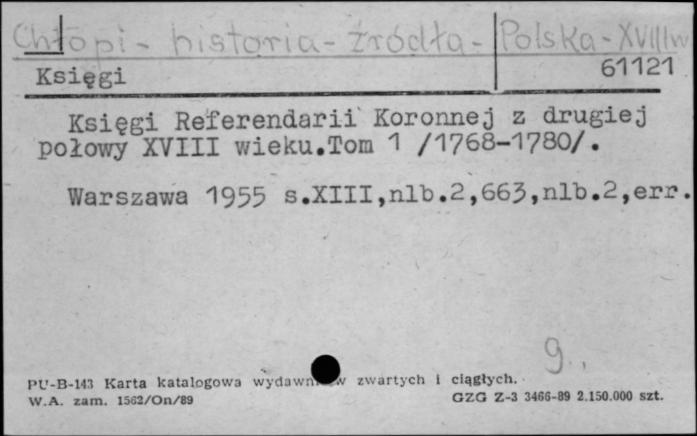 Chłopi - historia - źródła - Polska - XVIII w
Księgi 61121
Księgi Referendarii Koronnej z drugiej
połowy XVIII wieku.Tom 1 /1768-1780/.
Warszawa 1955 s.XIII,nlb.2,663,nlb.2,err.
9.
PU-B-143 Karta katalogowa wydawn w zwartych i ciągłych.
W.A. zam. 1562/On/89 GZG Z-3 3466-89 2.150.000 szt.